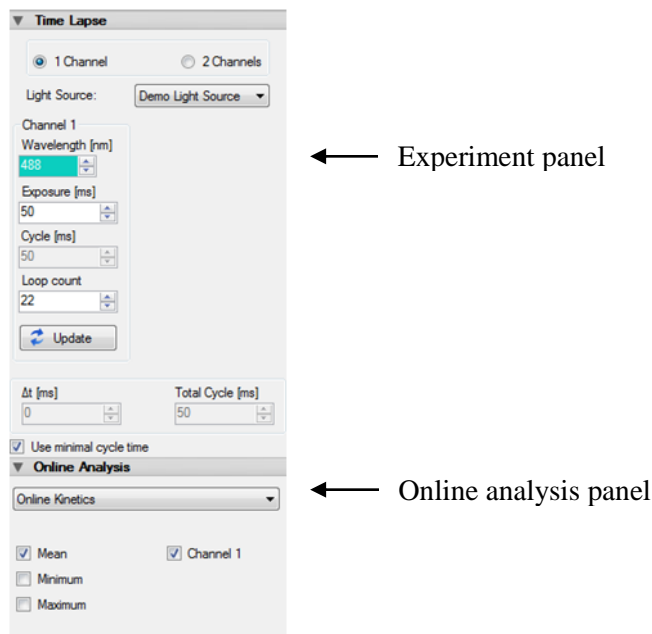 Time Lapse
1 Channel 2 Channels
Light Source: Demo Light Source
Channel 1
Wavelength [nm]
488
Experiment panel
Exposure [ms]
50
Cycle [ms]
50
Loop count
22
Update
Δt [ms] Total Cycle [ms]
0 50
Use minimal cycle time
Online Analysis
Online Kinetics
Online analysis panel
Mean Channel 1
Minimum
Maximum